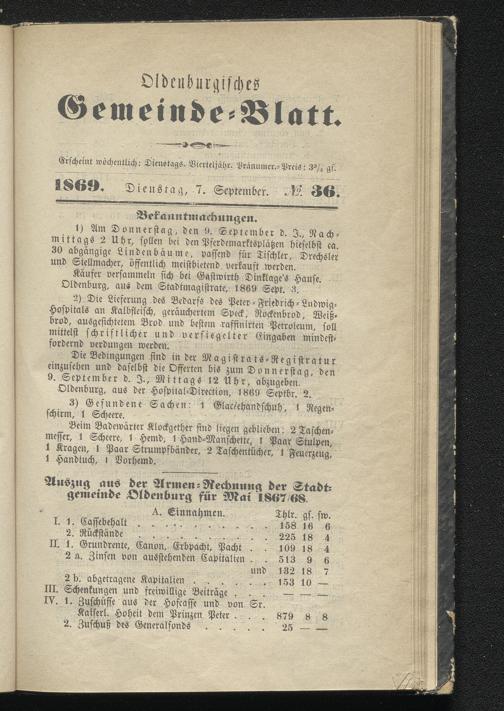 Oldenburgisches
Gemeinde-Blatt.
Erscheint wöchentlich: Dienstags. Vierteljähr. Pränumer.-Preis: 3¾ gs.
1869. Dienstag, 7. September. № 36.
Bekanntmachungen.
1) Am Donnerstag, den 9. September d. J., Nach-
mittags 2 Uhr, sollen bei den Pferdemarktsplätzen hieselbst ca.
30 abgängige Lindenbäume, passend für Tischler, Drechsler
und Stellmacher, öffentlich meistbietend verkauft werden.
Käufer versammeln sich bei Gastwirth Dinklage's Hause.
Oldenburg, aus dem Stadtmagistrate, 1869 Sept. 3.
2) Die Lieferung des Bedarfs des Peter-Friedrich-Ludwig-
Hospitals an Kalbfleisch, geräuchertem Speck, Rockenbrod, Weiß-
brod, ausgesichtetem Brod und bestem raffinirten Petroleum, soll
mittelst schriftlicher und versiegelter Eingaben mindest-
fordernd verdungen werden.
Die Bedingungen sind in der Magistrats-Registratur
einzusehen und daselbst die Offerten bis zum Donnerstag, den
9. September d. J., Mittags 12 Uhr, abzugeben.
Oldenburg, aus der Hospital-Direction, 1869 Septbr. 2.
3) Gefundene Sachen: 1 Glacéehandschuh, 1 Regen-
schirm, 1 Scheere.
Beim Badewärter Klockgether sind liegen geblieben: 2 Taschen-
messer, 1 Scheere, 1 Hemd, 1 Hand-Manschette, 1 Paar Stulpen,
1 Kragen, 1 Paar Strumpfbänder, 2 Taschentücher, 1 Feuerzeug,
1 Handtuch, 1 Vorhemd.
Auszug aus der Armen-Rechnung der Stadt-
gemeinde Oldenburg für Mai 1867/68.
A. Einnahmen. Thlr. gs. sw.
I. 1. Cassebehalt . . . . . . . . 158 16 6
2. Rückstände . . . . . . . . 225 18 4
II. 1. Grundrente, Canon, Erbpacht, Pacht . . 109 18 4
2 a. Zinsen von ausstehenden Capitalien . . 513 9 6
und 132 18 7
2 b. abgetragene Kapitalien . . . . . 153 10 —
III. Schenkungen und freiwillige Beiträge . . . — — —
IV. 1. Zuschüsse aus der Hofcasse und von Sr.
Kaiserl. Hoheit dem Prinzen Peter . . . 879 8 8
2. Zuschuß des Generalfonds . . . . . 25 — —